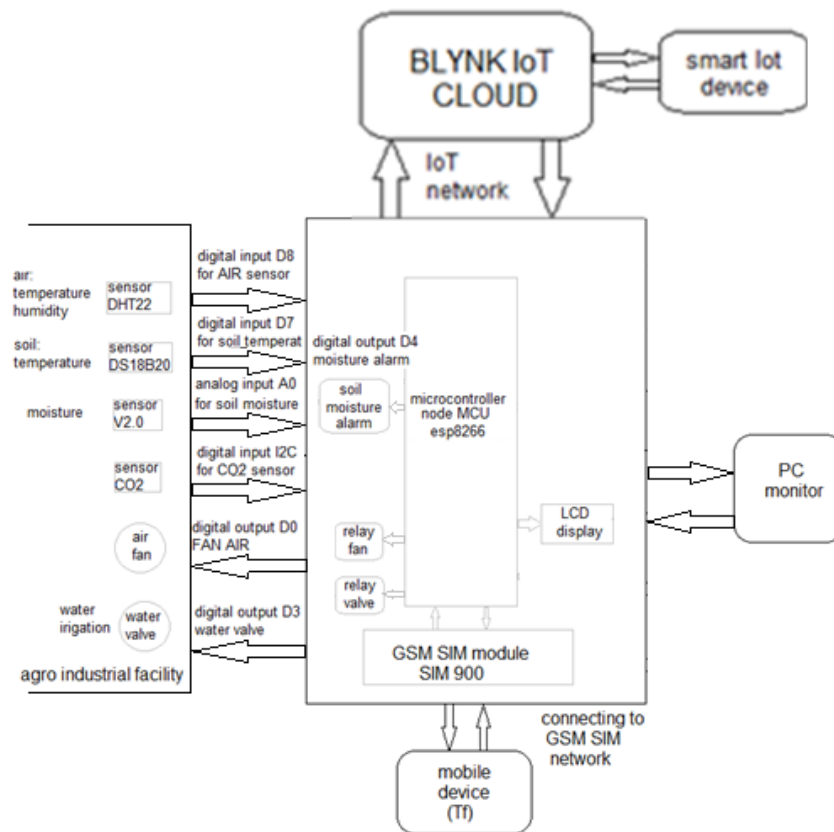 BLYNK IoT
CLOUD
smart Iot
device
IoT
network
air:
temperature
humidity
sensor
DHT22
digital input D8
for AIR sensor
soil:
temperature
sensor
DS18B20
digital input D7
for soil temperat
digital output D4
moisture alarm
moisture
sensor
V2.0
analog input A0
for soil moisture
soil
moisture
alarm
microcontroller
node MCU
esp8266
sensor
CO2
digital input I2C
for CO2 sensor
PC
monitor
air
fan
digital output D0
FAN AIR
relay
fan
LCD
display
relay
valve
water
irigation
water
valve
digital output D3
water valve
agro industrial facility
GSM SIM module
SIM 900
connecting to
GSM SIM
network
mobile
device
(Tf)